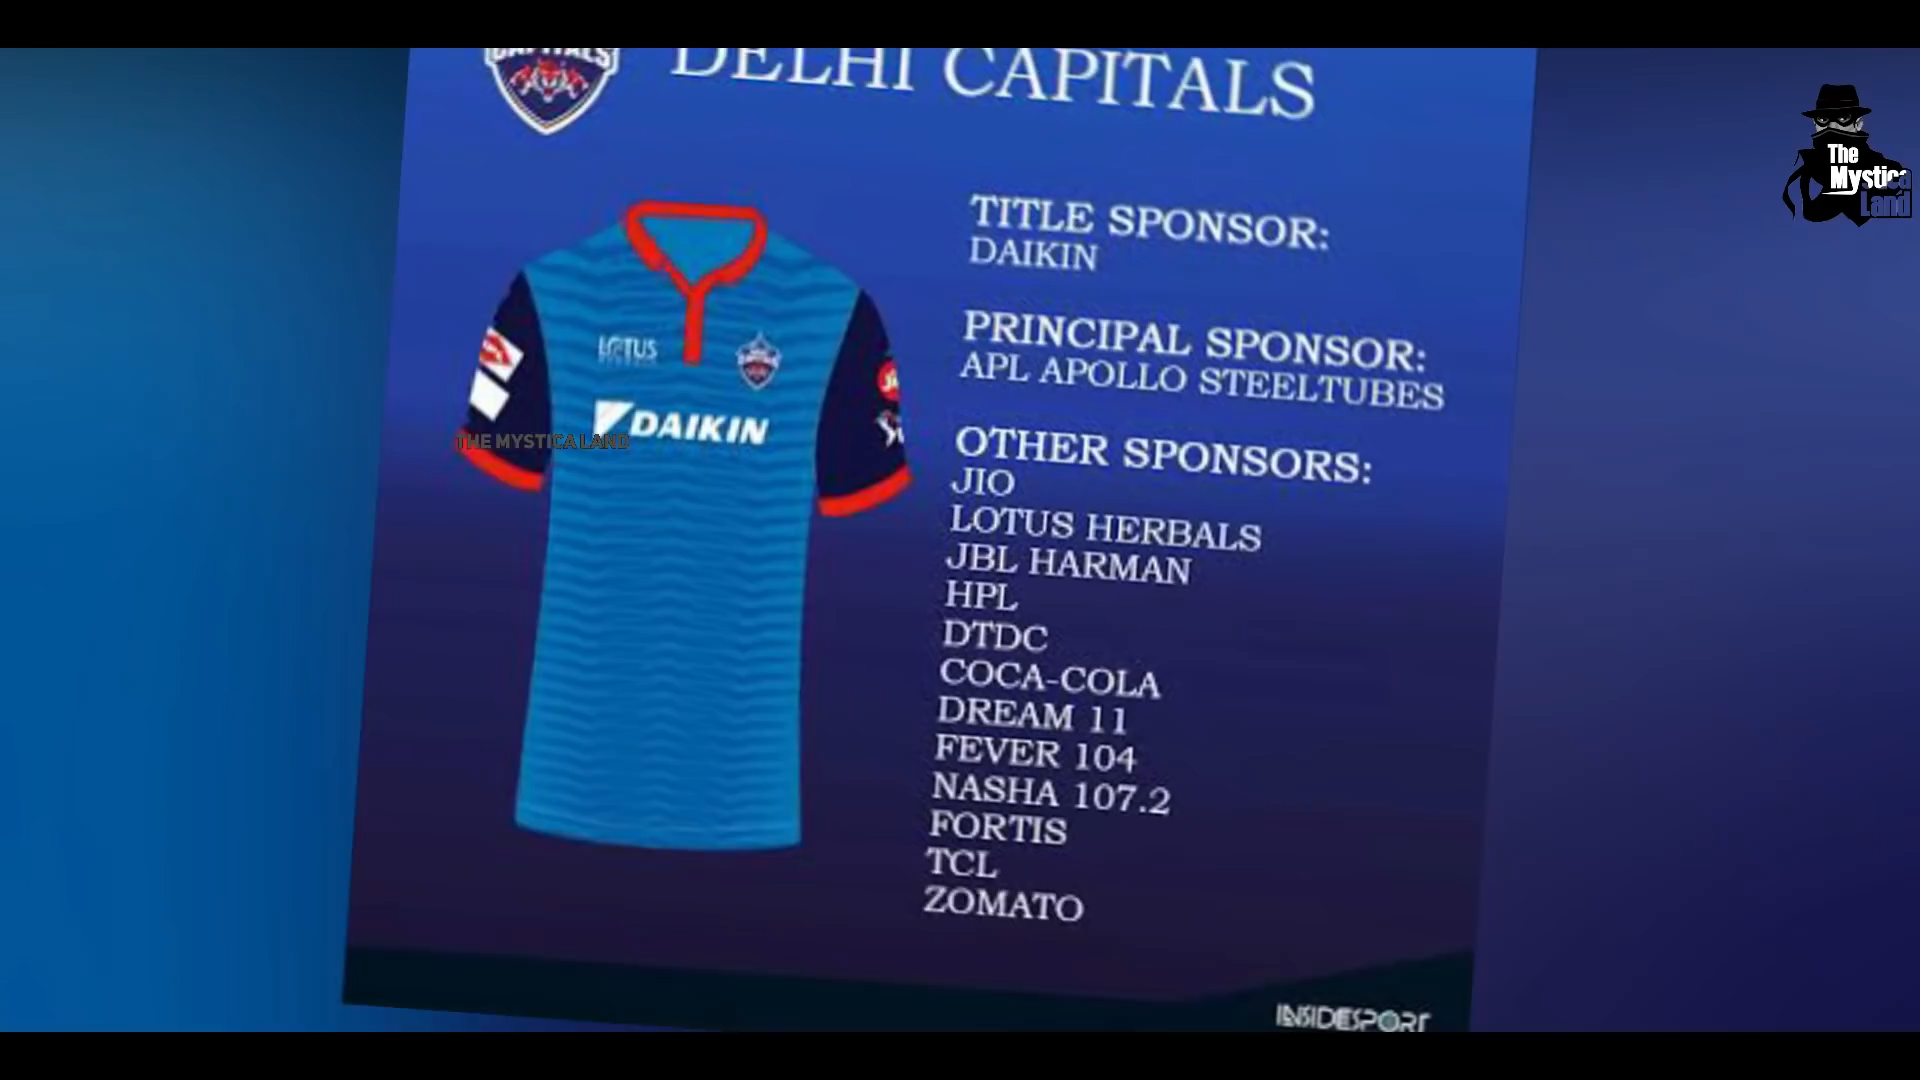 CAPITALS
DELHI CAPITALS
The
Mystica
Land
TITLE SPONSOR:
DAIKIN
PRINCIPAL SPONSOR:
APL APOLLO STEELTUBES
LOTUS
DAIKIN
THE MYSTICA LAND
OTHER SPONSORS:
JIO
LOTUS HERBALS
JBL HARMAN
HPL
DTDC
COCA-COLA
DREAM 11
FEVER 104
NASHA 107.2
FORTIS
TCL
ZOMATO
INSIDESPORT